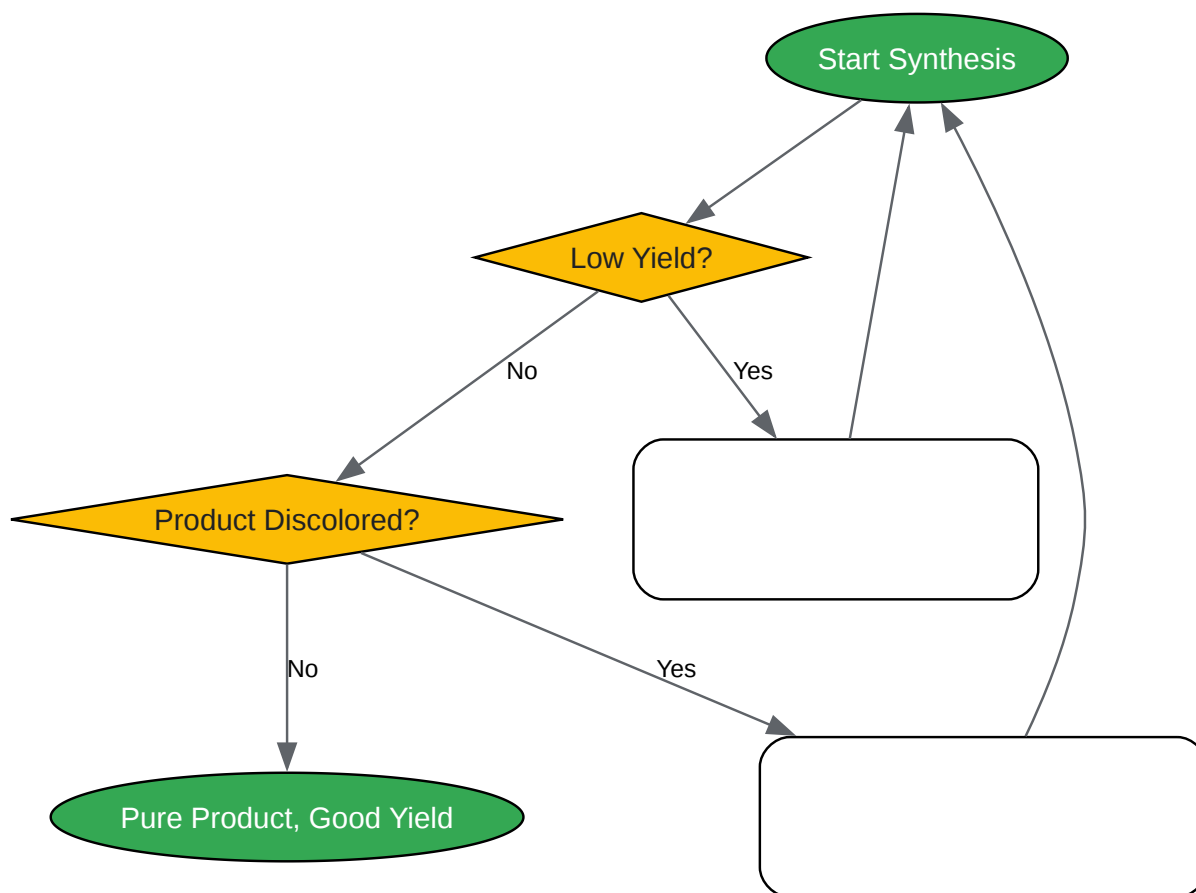 Start Synthesis
Low Yield?
No
Yes
Product Discolored?
No
Yes
Pure Product, Good Yield